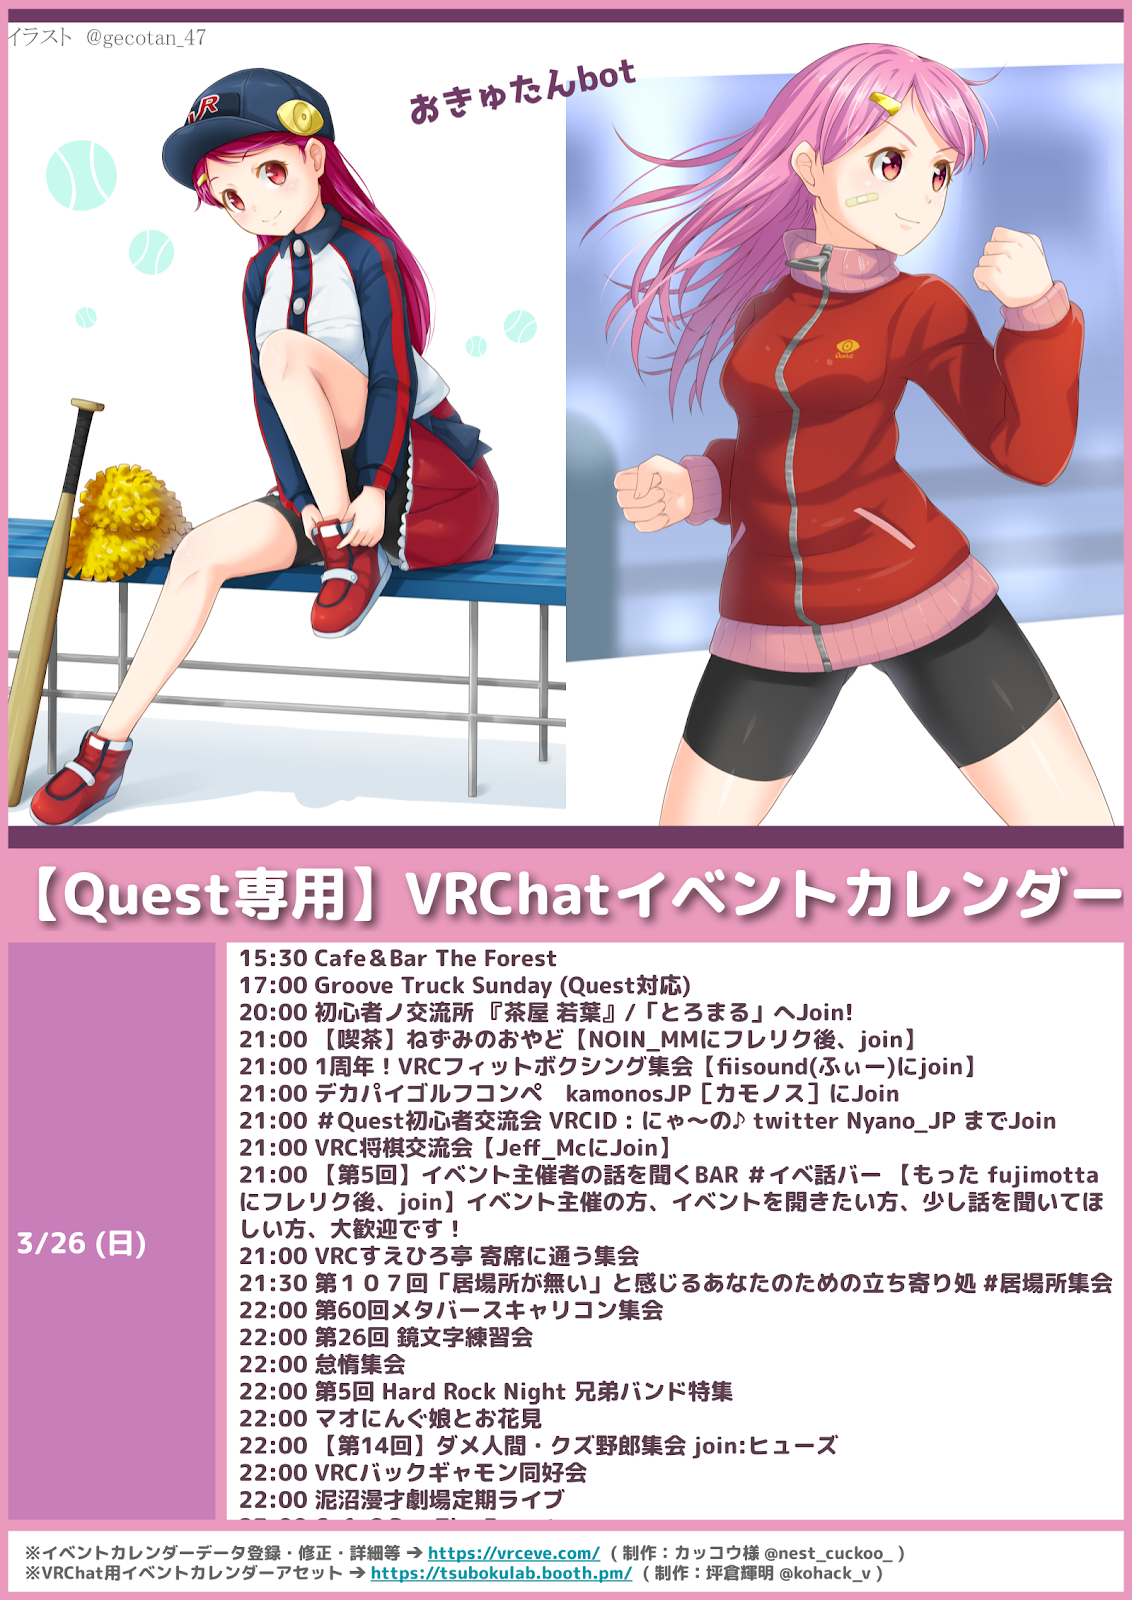 イラスト @gecotan_47
おきゅたんbot
VR
Quest
【Quest専用】VRChatイベントカレンダー
3/26 (日)
15:30 Cafe＆Bar The Forest
17:00 Groove Truck Sunday (Quest対応)
20:00 初心者ノ交流所 『茶屋 若葉』/「とろまる」へJoin!
21:00 【喫茶】ねずみのおやど【NOIN_MMにフレリク後、join】
21:00 1周年！VRCフィットボクシング集会【fiisound(ふぃー)にjoin】
21:00 デカパイゴルフコンペ　kamonosJP［カモノス］にJoin
21:00 ＃Quest初心者交流会 VRCID：にゃ～の♪ twitter Nyano_JP までJoin
21:00 VRC将棋交流会【Jeff_McにJoin】
21:00 【第5回】イベント主催者の話を聞くBAR ＃イベ話バー 【もった fujimotta
にフレリク後、join】イベント主催の方、イベントを開きたい方、少し話を聞いてほ
しい方、大歓迎です！
21:00 VRCすえひろ亭 寄席に通う集会
21:30 第１０７回「居場所が無い」と感じるあなたのための立ち寄り処 #居場所集会
22:00 第60回メタバースキャリコン集会
22:00 第26回 鏡文字練習会
22:00 怠惰集会
22:00 第5回 Hard Rock Night 兄弟バンド特集
22:00 マオにんぐ娘とお花見
22:00 【第14回】ダメ人間・クズ野郎集会 join:ヒューズ
22:00 VRCバックギャモン同好会
22:00 泥沼漫才劇場定期ライブ
※イベントカレンダーデータ登録・修正・詳細等 ➔ https://vrceve.com/ （制作：カッコウ様 @nest_cuckoo_ ）
※VRChat用イベントカレンダーアセット ➔ https://tsubokulab.booth.pm/ （制作：坪倉輝明 @kohack_v ）